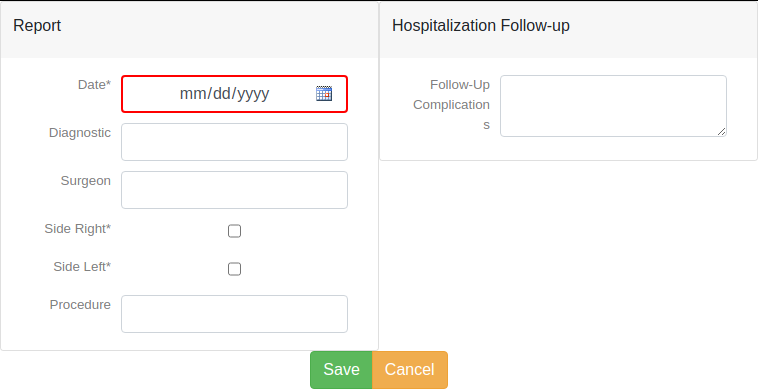 Report
Date*
mm/dd/yyyy
Diagnostic
Surgeon
Side Right*
Side Left*
Procedure
Hospitalization Follow-up
Follow-Up
Complication
s
Save
Cancel